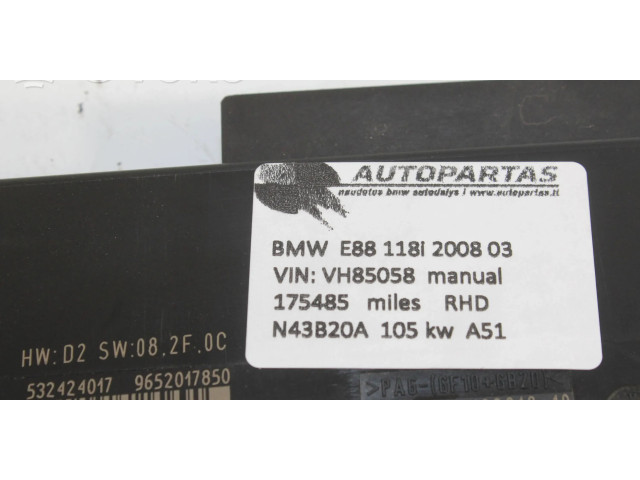 AUTOPARTAS
naudotos bmw autodalys | www.autopartas.lt
BMW E88 118i 2008 03
VIN: VH85058 manual
175485 miles RHD
N43B20A 105 kw A51
HW:D2 SW:08.2F.0C
532424017 9652017850